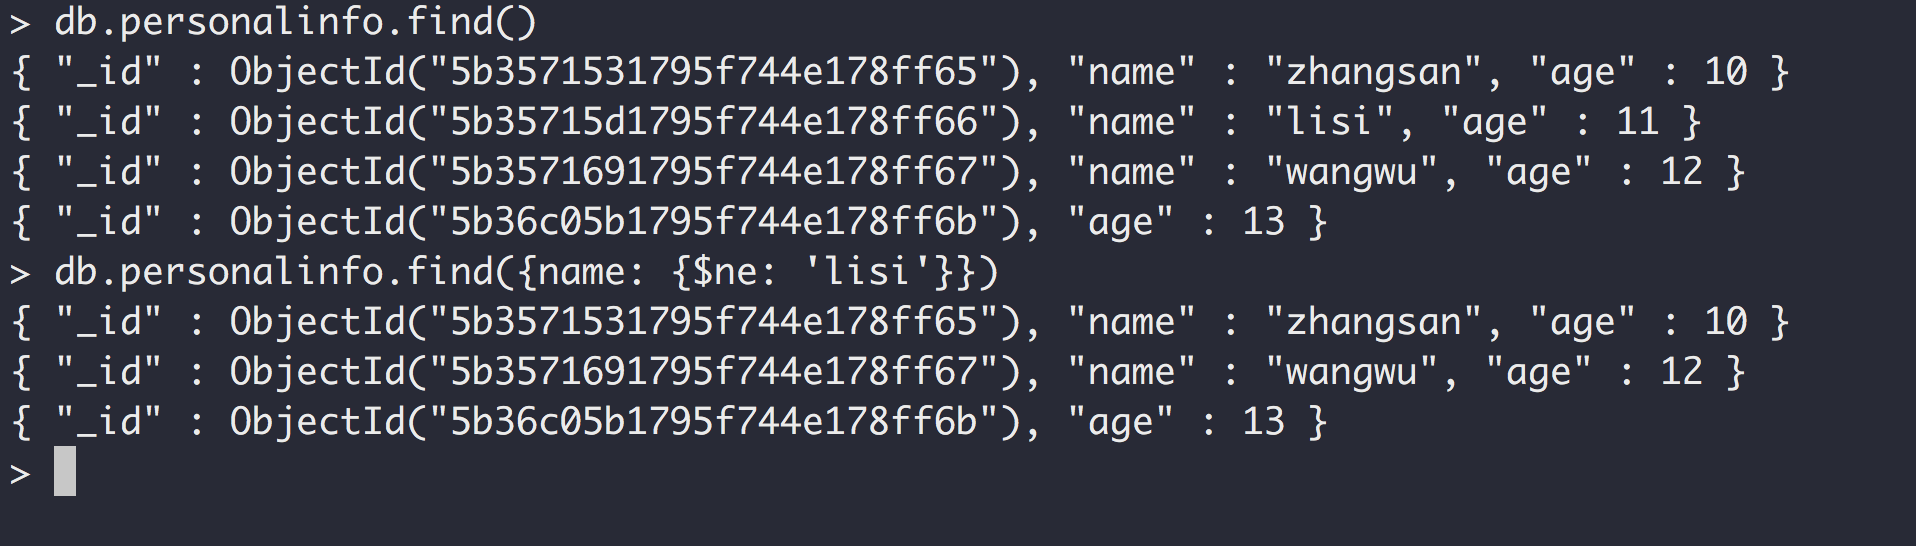 > db.personalinfo.find()
{ "_id" : ObjectId("5b3571531795f744e178ff65"), "name" : "zhangsan", "age" : 10 }
{ "_id" : ObjectId("5b35715d1795f744e178ff66"), "name" : "lisi", "age" : 11 }
{ "_id" : ObjectId("5b3571691795f744e178ff67"), "name" : "wangwu", "age" : 12 }
{ "_id" : ObjectId("5b36c05b1795f744e178ff6b"), "age" : 13 }
> db.personalinfo.find({name: {$ne: 'lisi'}})
{ "_id" : ObjectId("5b3571531795f744e178ff65"), "name" : "zhangsan", "age" : 10 }
{ "_id" : ObjectId("5b3571691795f744e178ff67"), "name" : "wangwu", "age" : 12 }
{ "_id" : ObjectId("5b36c05b1795f744e178ff6b"), "age" : 13 }
>